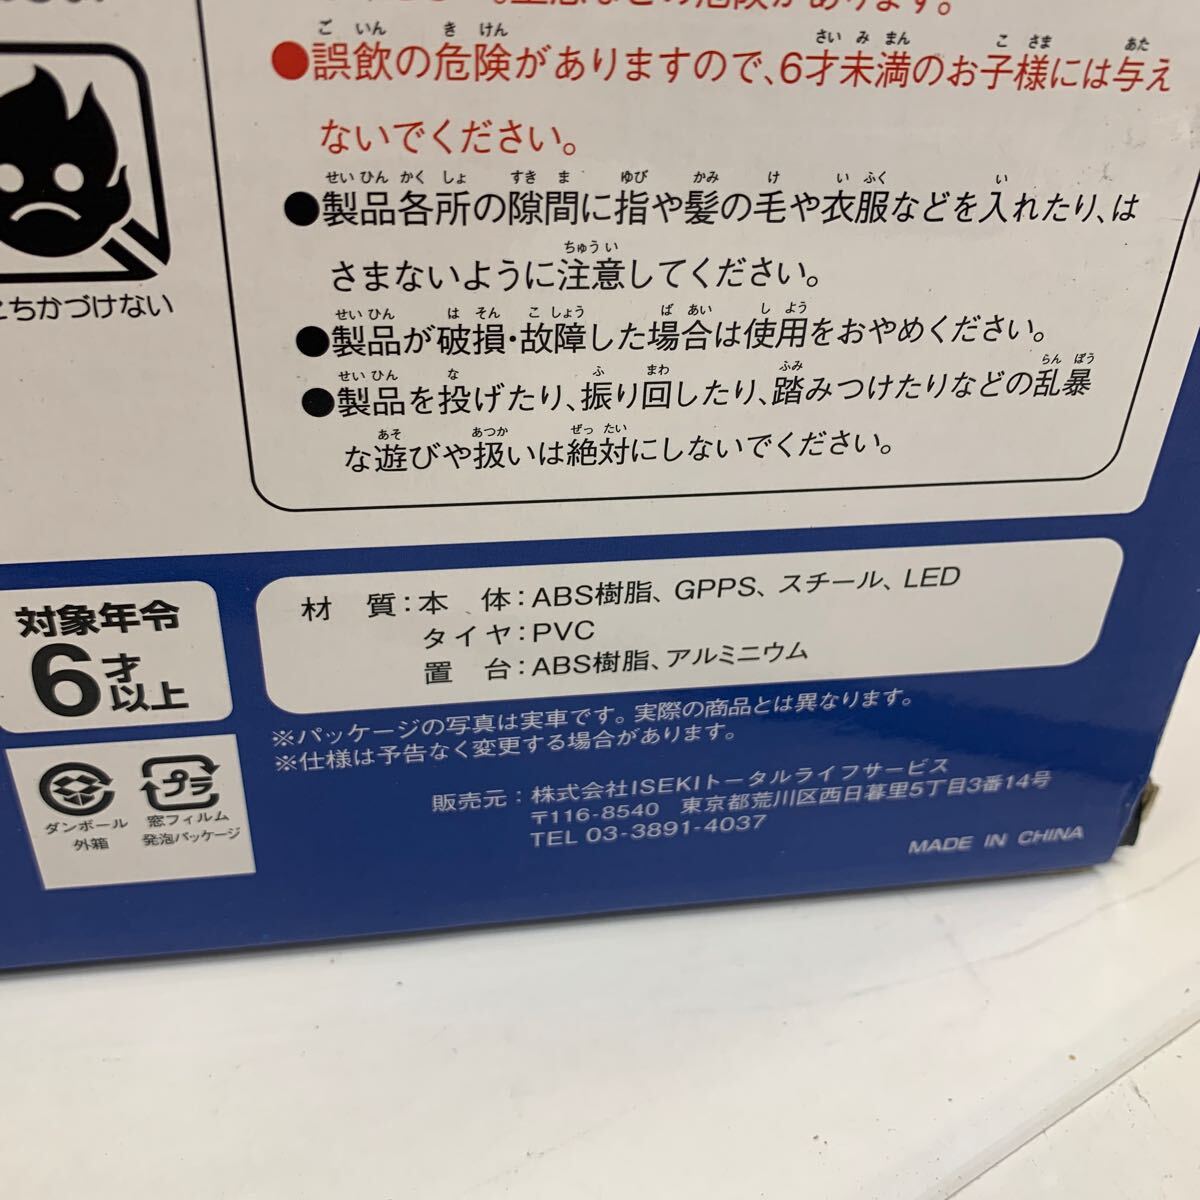 ●誤飲の危険がありますので、6才未満のお子様には与え
ないでください。
●製品各所の隙間に指や髪の毛や衣服などを入れたり、は
さまないように注意してください。
●製品が破損・故障した場合は使用をおやめください。
●製品を投げたり、振り回したり、踏みつけたりなどの乱暴
な遊びや扱いは絶対にしないでください。
ちかづけない
対象年令
6才以上
材　質：本　体：ABS樹脂、GPPS、スチール、LED
タイヤ：PVC
置　台：ABS樹脂、アルミニウム
※パッケージの写真は実車です。実際の商品とは異なります。
※仕様は予告なく変更する場合があります。
ダンボール
外箱
プラ
窓フィルム
発泡パッケージ
販売元：株式会社ISEKIトータルライフサービス
〒116-8540　東京都荒川区西日暮里5丁目3番14号
TEL 03-3891-4037
MADE IN CHINA